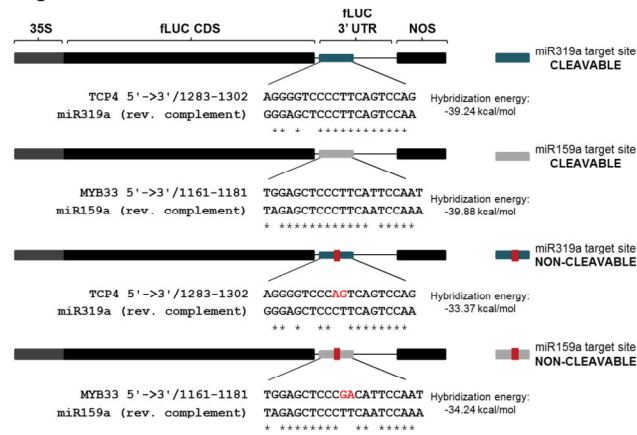 fLUC
35S fLUC CDS 3' UTR NOS
miR319a target site
CLEAVABLE
TCP4 5'->3'/1283-1302 AGGGGTCCCCTTCAGTCCAG Hybridization energy:
miR319a (rev. complement) GGGAGCTCCCTTCAGTCCAA -39.24 kcal/mol
** * ************
miR159a target site
CLEAVABLE
MYB33 5'->3'/1161-1181 TGGAGCTCCCTTCATTCCAAT Hybridization energy:
miR159a (rev. complement) TAGAGCTCCCTTCAATCCAAA -39.88 kcal/mol
* ************ *****
miR319a target site
NON-CLEAVABLE
TCP4 5'->3'/1283-1302 AGGGGTCCCAGTCAGTCCAG Hybridization energy:
miR319a (rev. complement) GGGAGCTCCCTTCAGTCCAA -33.37 kcal/mol
** * ** ********
miR159a target site
NON-CLEAVABLE
MYB33 5'->3'/1161-1181 TGGAGCTCCCGACATTCCAAT Hybridization energy:
miR159a (rev. complement) TAGAGCTCCCTTCAATCCAAA -34.24 kcal/mol
* ******** ** *****